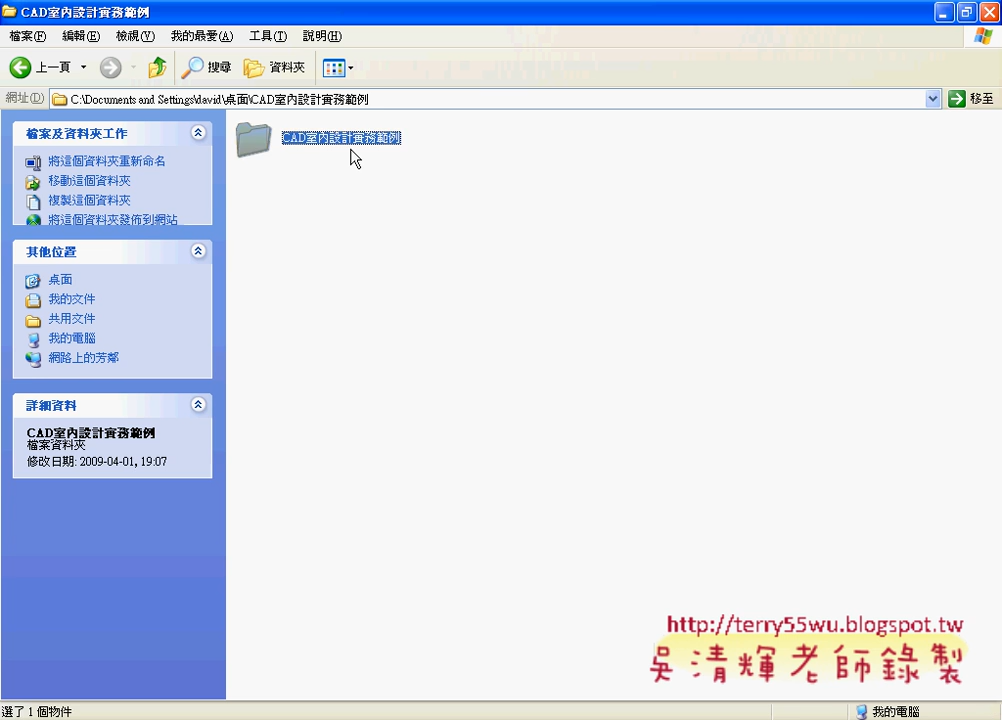 CAD室內設計實務範例
檔案(F) 編輯(E) 檢視(V) 我的最愛(A) 工具(T) 說明(H)
上一頁 搜尋 資料夾
網址(D) C:\Documents and Settings\david\桌面\CAD室內設計實務範例 移至
檔案及資料夾工作
將這個資料夾重新命名
移動這個資料夾
複製這個資料夾
將這個資料夾發佈到網站
其他位置
桌面
我的文件
共用文件
我的電腦
網路上的芳鄰
詳細資料
CAD室內設計實務範例
檔案資料夾
修改日期: 2009-04-01, 19:07
CAD室內設計實務範例
http://terry55wu.blogspot.tw
吳清輝老師錄製
選了 1 個物件
我的電腦